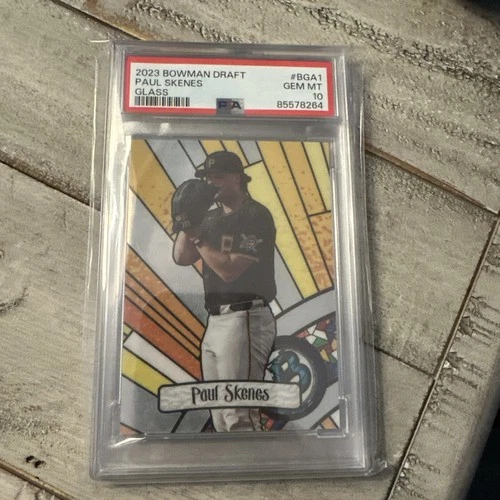 2023 BOWMAN DRAFT #BGA1
PAUL SKENES GEM MT
GLASS 10
PSA 85578264
P
B
Paul Skenes